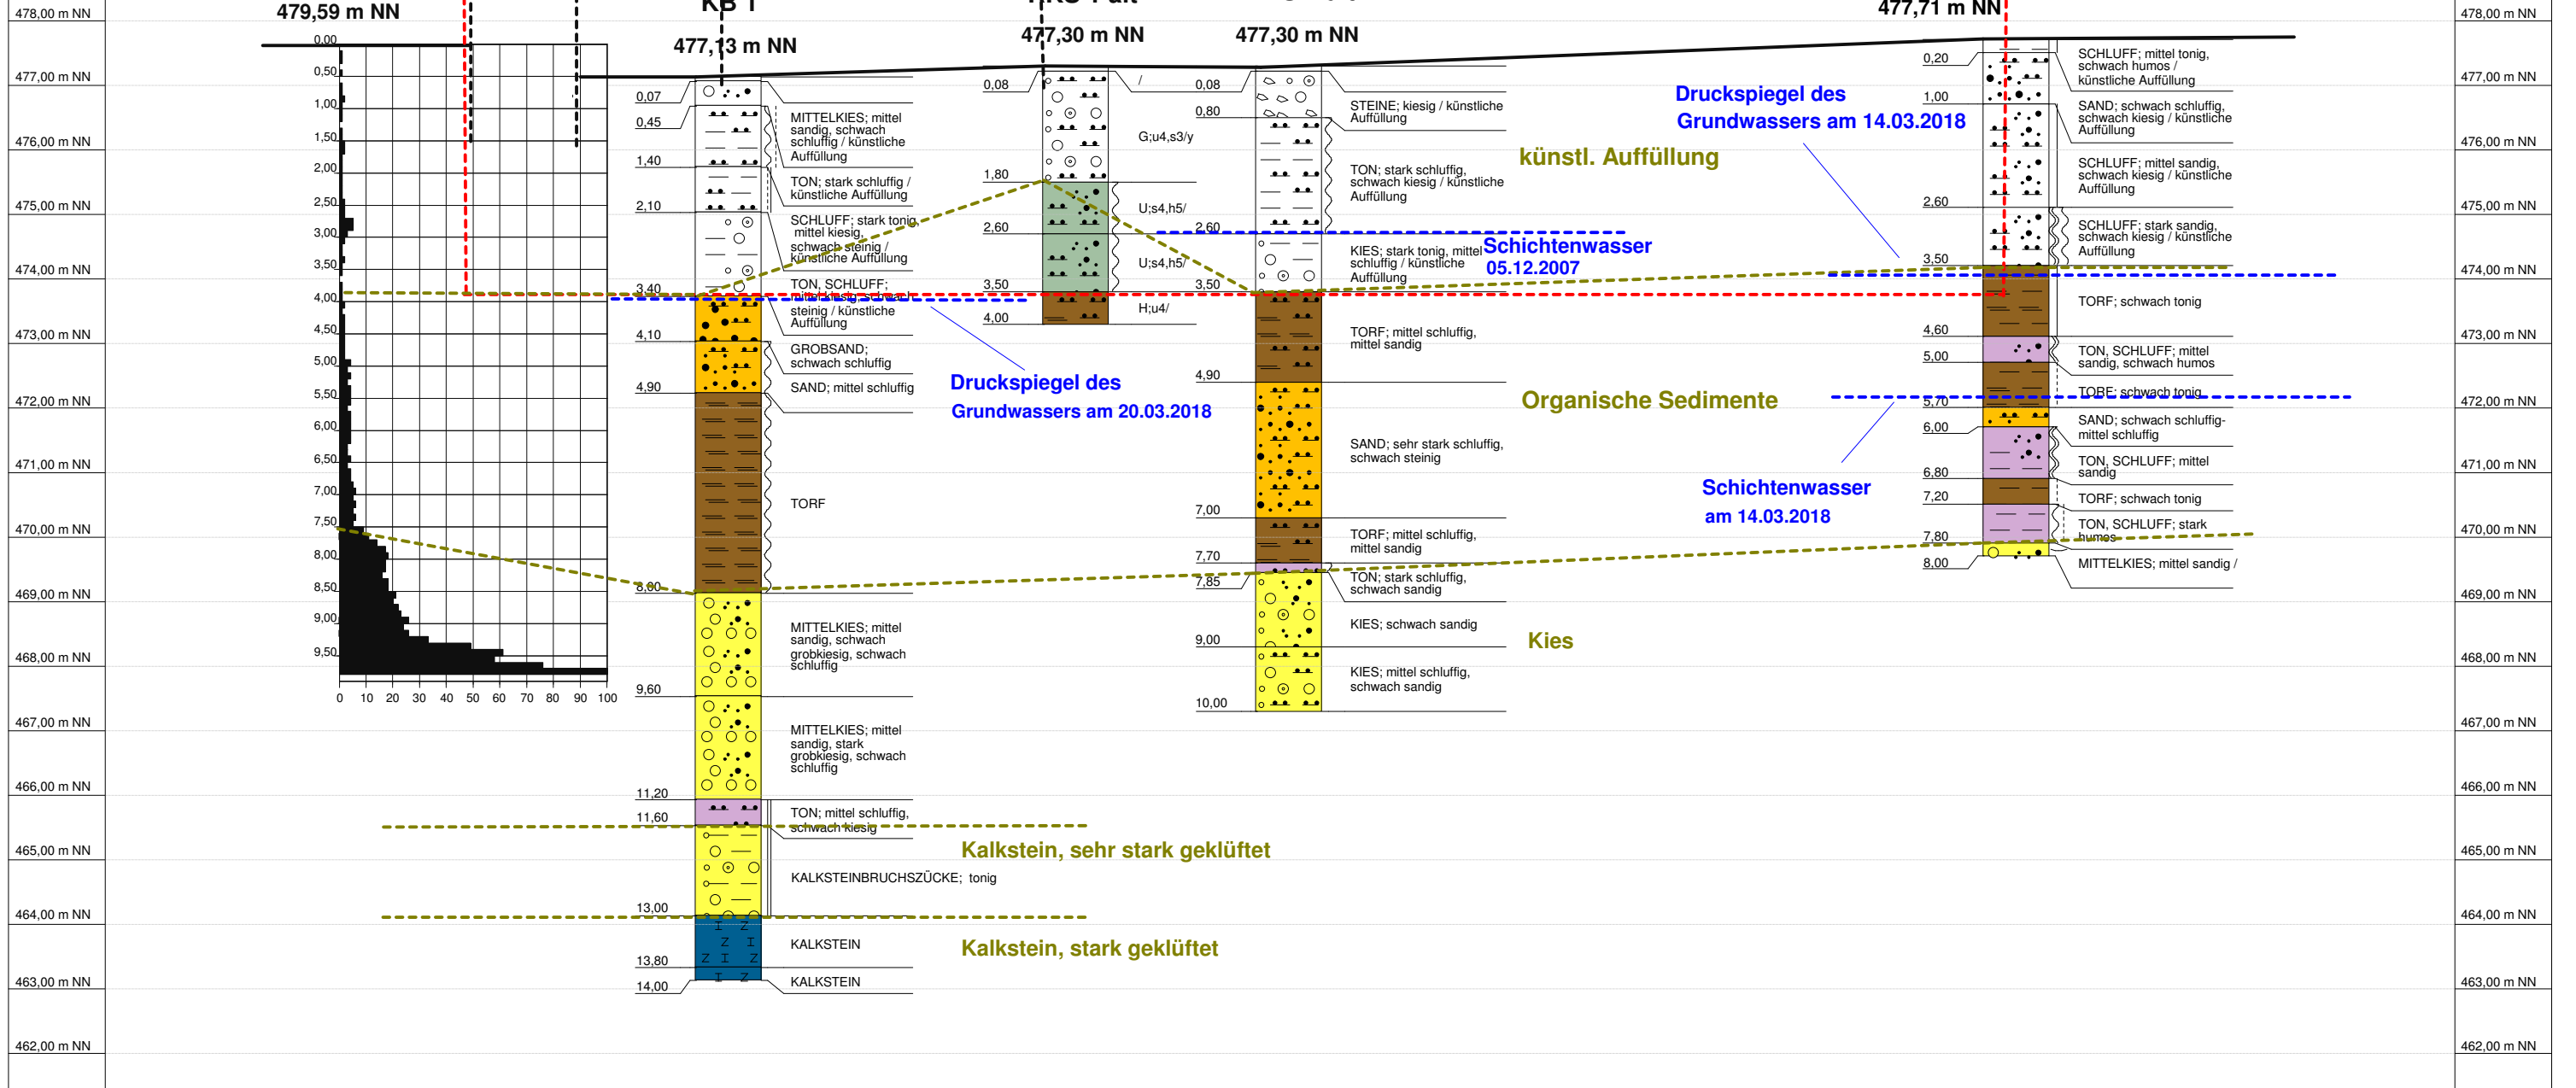 478,00 m NN
477,00 m NN
476,00 m NN
475,00 m NN
474,00 m NN
473,00 m NN
472,00 m NN
471,00 m NN
470,00 m NN
469,00 m NN
468,00 m NN
467,00 m NN
466,00 m NN
465,00 m NN
464,00 m NN
463,00 m NN
462,00 m NN
479,59 m NN
0,00
0,50
1,00
1,50
2,00
2,50
3,00
3,50
4,00
4,50
5,00
5,50
6,00
6,50
7,00
7,50
8,00
8,50
9,00
9,50
0 10 20 30 40 50 60 70 80 90 100
KB 1
477,13 m NN
0,07
0,45
1,40
2,10
3,40
4,10
4,90
8,80
9,60
11,20
11,60
13,00
13,80
14,00
MITTELKIES; mittel
sandig, schwach
schluffig / künstliche
Auffüllung
TON; stark schluffig /
künstliche Auffüllung
SCHLUFF; stark tonig,
mittel kiesig,
schwach steinig /
künstliche Auffüllung
TON, SCHLUFF;
mittel kiesig, schwach
steinig / künstliche
Auffüllung
GROBSAND;
schwach schluffig
SAND; mittel schluffig
TORF
MITTELKIES; mittel
sandig, schwach
grobkiesig, schwach
schluffig
MITTELKIES; mittel
sandig, stark
grobkiesig, schwach
schluffig
TON; mittel schluffig,
schwach kiesig
KALKSTEINBRUCHSZÜCKE; tonig
KALKSTEIN
KALKSTEIN
Druckspiegel des
Grundwassers am 20.03.2018
Kalkstein, sehr stark geklüftet
Kalkstein, stark geklüftet
477,30 m NN
0,08
1,80
2,60
3,50
4,00
/
G;u4,s3/y
U;s4,h5/
U;s4,h5/
H;u4/
477,30 m NN
0,08
0,80
2,60
3,50
4,90
7,00
7,70
7,85
9,00
10,00
STEINE; kiesig / künstliche
Auffüllung
TON; stark schluffig,
schwach kiesig / künstliche
Auffüllung
KIES; stark tonig, mittel
schluffig / künstliche
Auffüllung
TORF; mittel schluffig,
mittel sandig
SAND; sehr stark schluffig,
schwach steinig
TORF; mittel schluffig,
mittel sandig
TON; stark schluffig,
schwach sandig
KIES; schwach sandig
KIES; mittel schluffig,
schwach sandig
künstl. Auffüllung
Schichtenwasser
05.12.2007
Organische Sedimente
Kies
Druckspiegel des
Grundwassers am 14.03.2018
Schichtenwasser
am 14.03.2018
477,71 m NN
0,20
1,00
2,60
3,50
4,60
5,00
5,70
6,00
6,80
7,20
7,80
8,00
SCHLUFF; mittel tonig,
schwach humos /
künstliche Auffüllung
SAND; schwach schluffig,
schwach kiesig / künstliche
Auffüllung
SCHLUFF; mittel sandig,
schwach kiesig / künstliche
Auffüllung
SCHLUFF; stark sandig,
schwach kiesig / künstliche
Auffüllung
TORF; schwach tonig
TON, SCHLUFF; mittel
sandig, schwach humos
TORF; schwach tonig
SAND; schwach schluffig-
mittel schluffig
TON, SCHLUFF; mittel
sandig
TORF; schwach tonig
TON, SCHLUFF; stark
humos
MITTELKIES; mittel sandig /
478,00 m NN
477,00 m NN
476,00 m NN
475,00 m NN
474,00 m NN
473,00 m NN
472,00 m NN
471,00 m NN
470,00 m NN
469,00 m NN
468,00 m NN
467,00 m NN
466,00 m NN
465,00 m NN
464,00 m NN
463,00 m NN
462,00 m NN